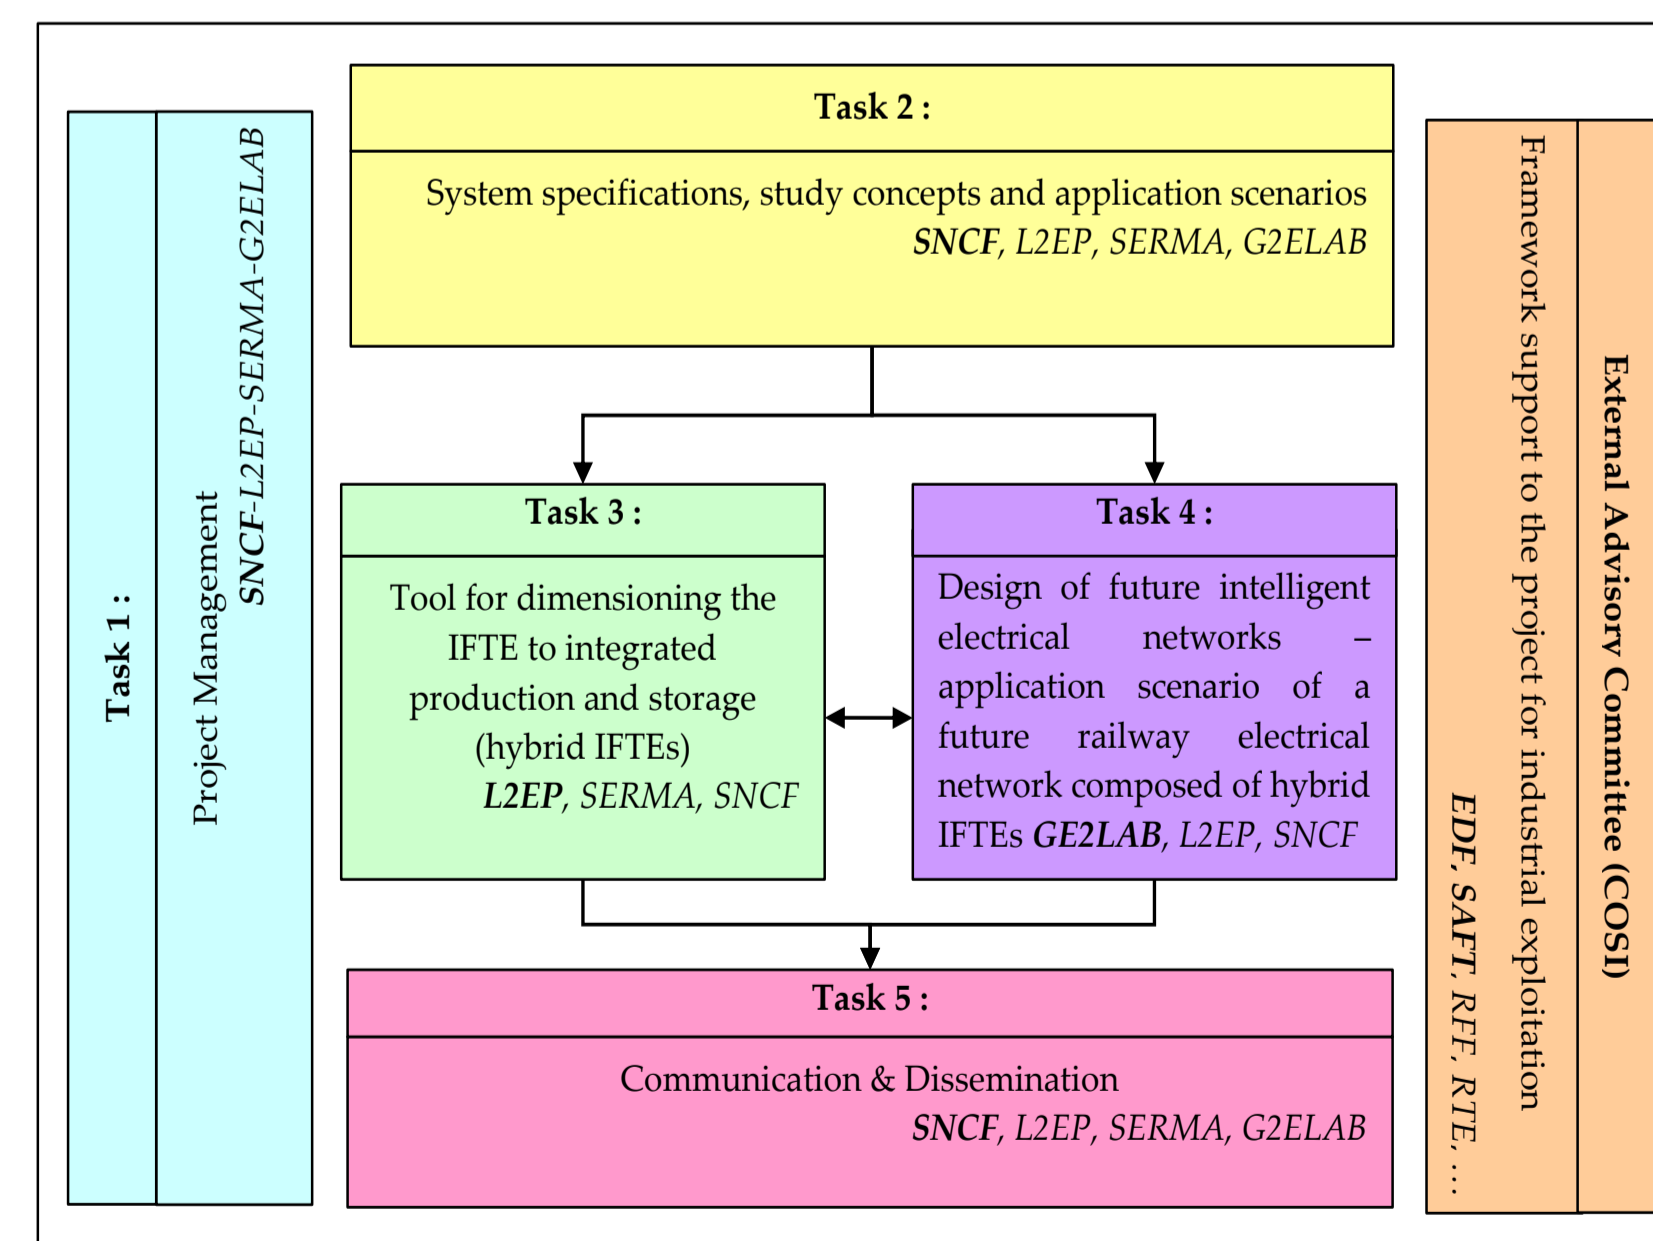 Task 1 :
Project Management
SNCF-L2EP-SERMA-G2ELAB
Task 2 :
System specifications, study concepts and application scenarios
SNCF, L2EP, SERMA, G2ELAB
Task 3 :
Tool for dimensioning the
IFTE to integrated
production and storage
(hybrid IFTEs)
L2EP, SERMA, SNCF
Task 4 :
Design of future intelligent
electrical networks –
application scenario of a
future railway electrical
network composed of hybrid
IFTEs GE2LAB, L2EP, SNCF
Task 5 :
Communication & Dissemination
SNCF, L2EP, SERMA, G2ELAB
External Advisory Committee (COSI)
Framework support to the project for industrial exploitation
EDF, SAFT, RFF, RTE, ….